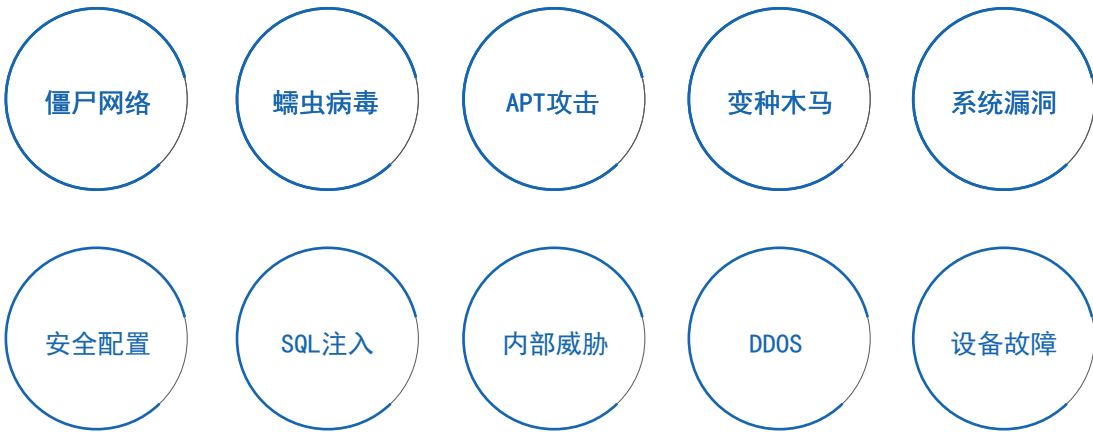 僵尸网络
蠕虫病毒
APT攻击
变种木马
系统漏洞
安全配置
SQL注入
内部威胁
DDOS
设备故障